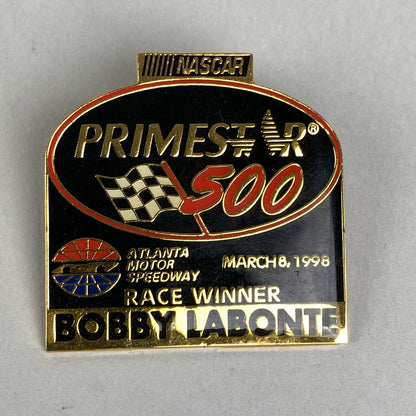 NASCAR
PRIMESTAR®
500
ATLANTA
MOTOR
SPEEDWAY
MARCH 8, 1998
RACE WINNER
BOBBY LABONTE